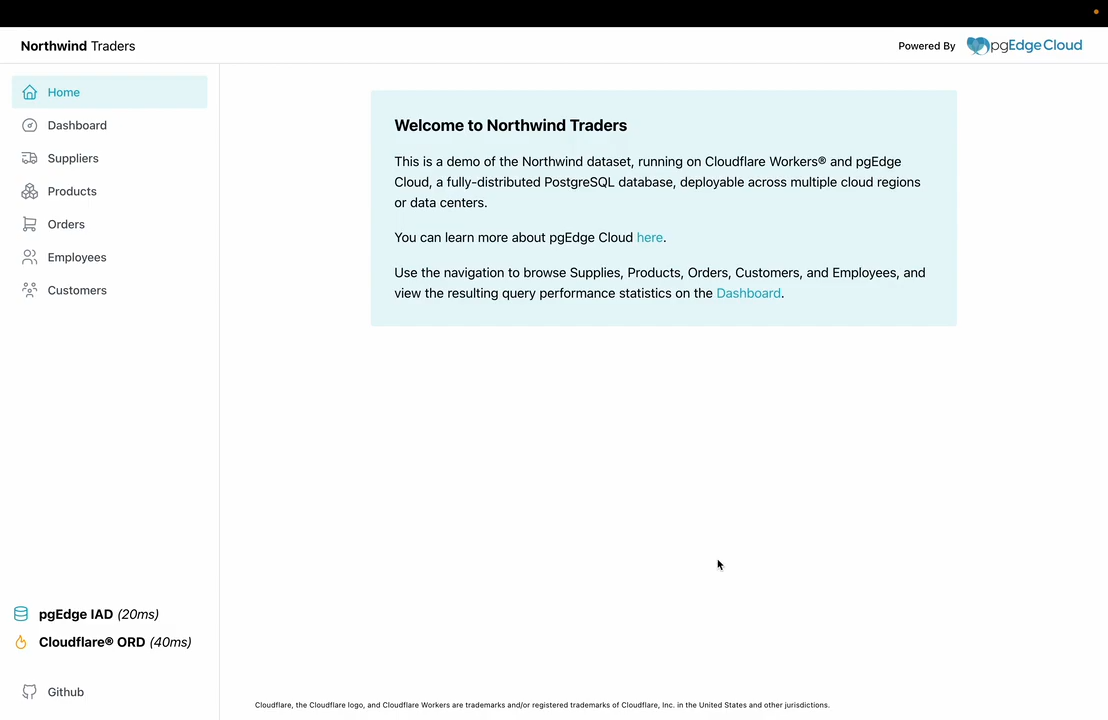 Northwind Traders
Powered By pgEdge Cloud
Home
Dashboard
Suppliers
Products
Orders
Employees
Customers
Welcome to Northwind Traders
This is a demo of the Northwind dataset, running on Cloudflare Workers® and pgEdge
Cloud, a fully-distributed PostgreSQL database, deployable across multiple cloud regions
or data centers.
You can learn more about pgEdge Cloud here.
Use the navigation to browse Supplies, Products, Orders, Customers, and Employees, and
view the resulting query performance statistics on the Dashboard.
pgEdge IAD (20ms)
Cloudflare® ORD (40ms)
Github
Cloudflare, the Cloudflare logo, and Cloudflare Workers are trademarks and/or registered trademarks of Cloudflare, Inc. in the United States and other jurisdictions.